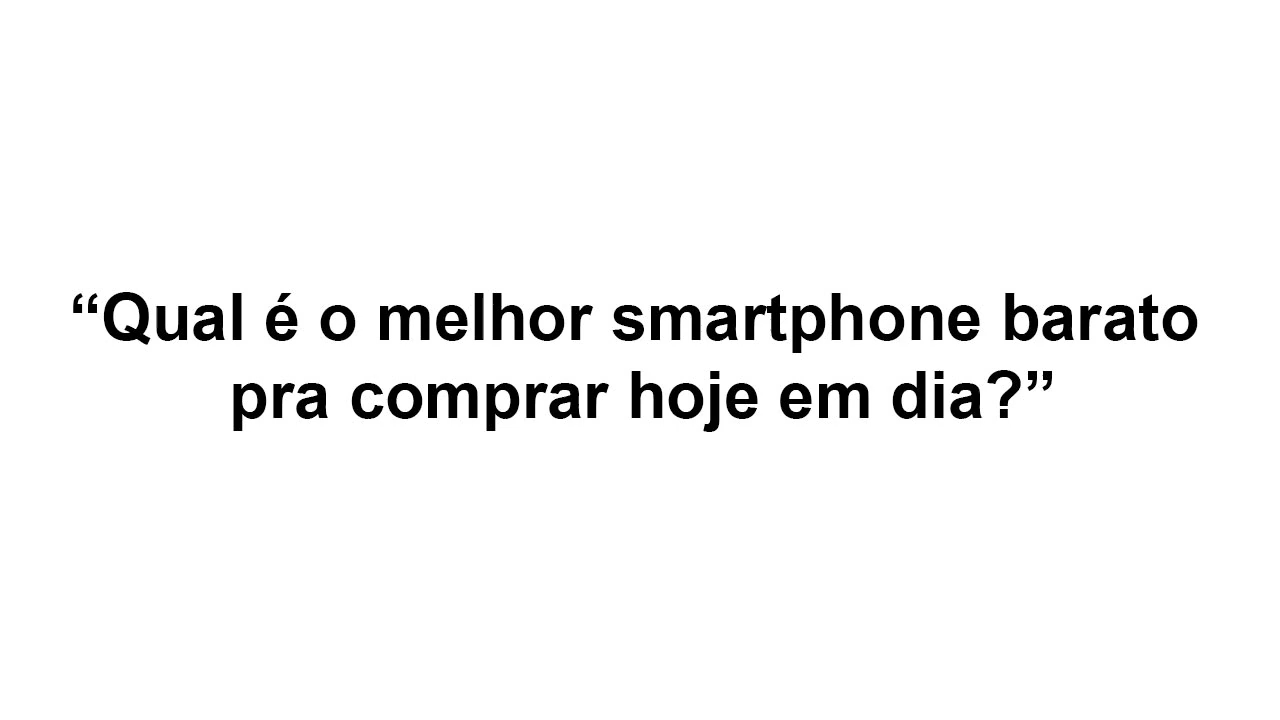 “Qual é o melhor smartphone barato
pra comprar hoje em dia?”